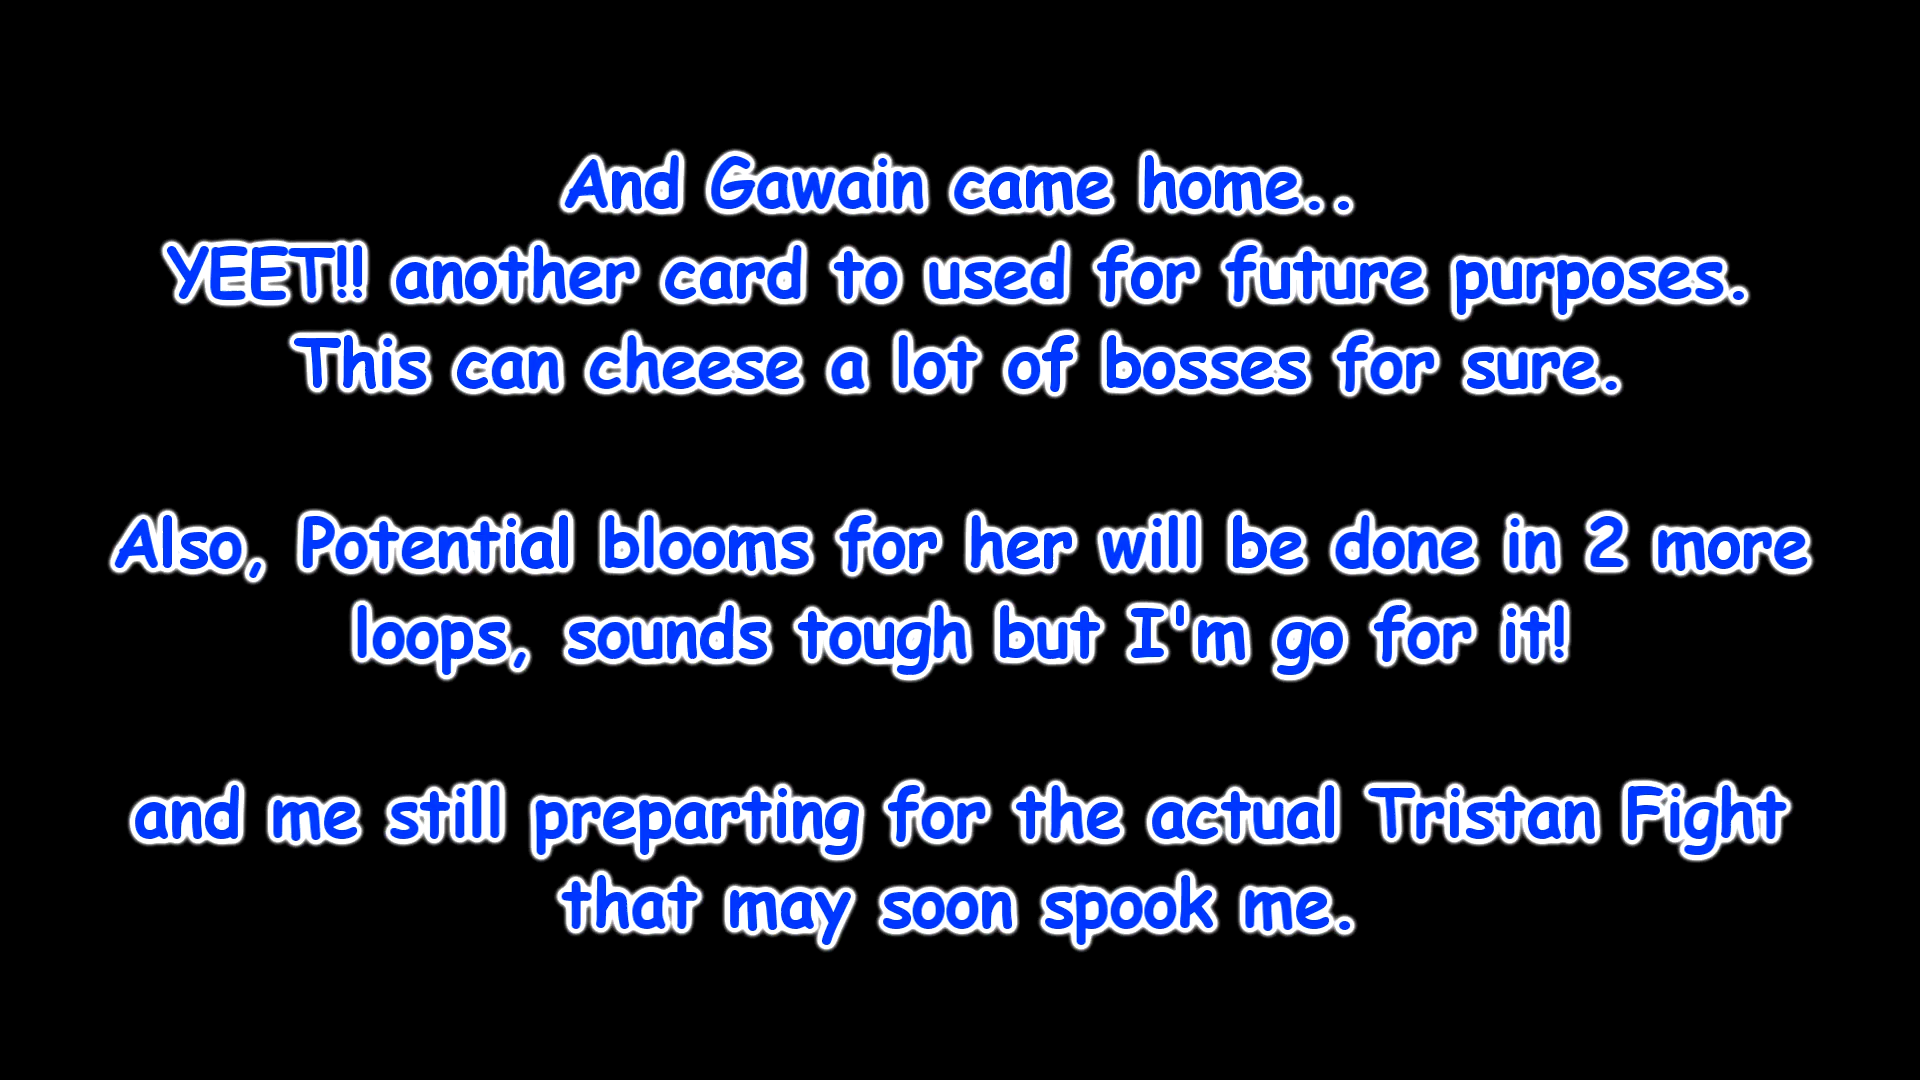 And Gawain came home..
YEET!! another card to used for future purposes.
This can cheese a lot of bosses for sure.
Also, Potential blooms for her will be done in 2 more
loops, sounds tough but I'm go for it!
and me still preparting for the actual Tristan Fight
that may soon spook me.